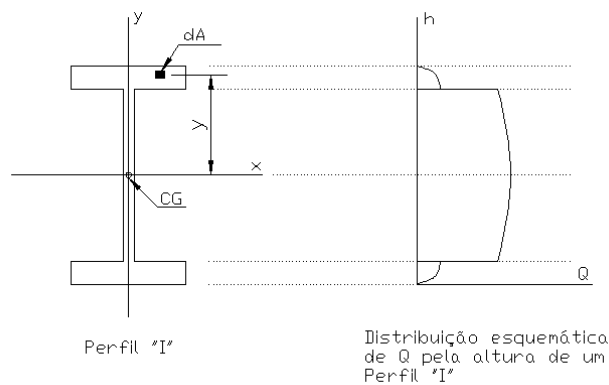 y
dA
h
y
x
CG
Q
Perfil "I"
Distribuição esquemática
de Q pela altura de um
Perfil "I"